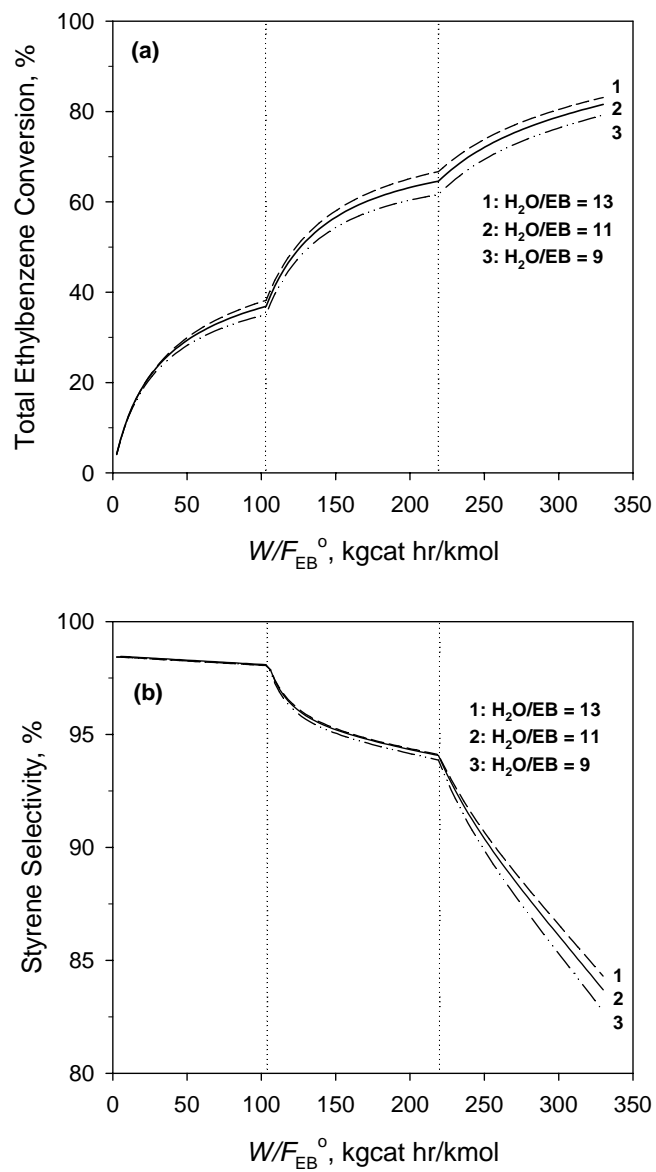 100
(a)
80
60
40
20
0
Total Ethylbenzene Conversion, %
1
2
3
1: H₂O/EB = 13
2: H₂O/EB = 11
3: H₂O/EB = 9
0 50 100 150 200 250 300 350
W/F_EB°, kgcat hr/kmol
100
(b)
95
90
85
80
Styrene Selectivity, %
1: H₂O/EB = 13
2: H₂O/EB = 11
3: H₂O/EB = 9
1
2
3
0 50 100 150 200 250 300 350
W/F_EB°, kgcat hr/kmol